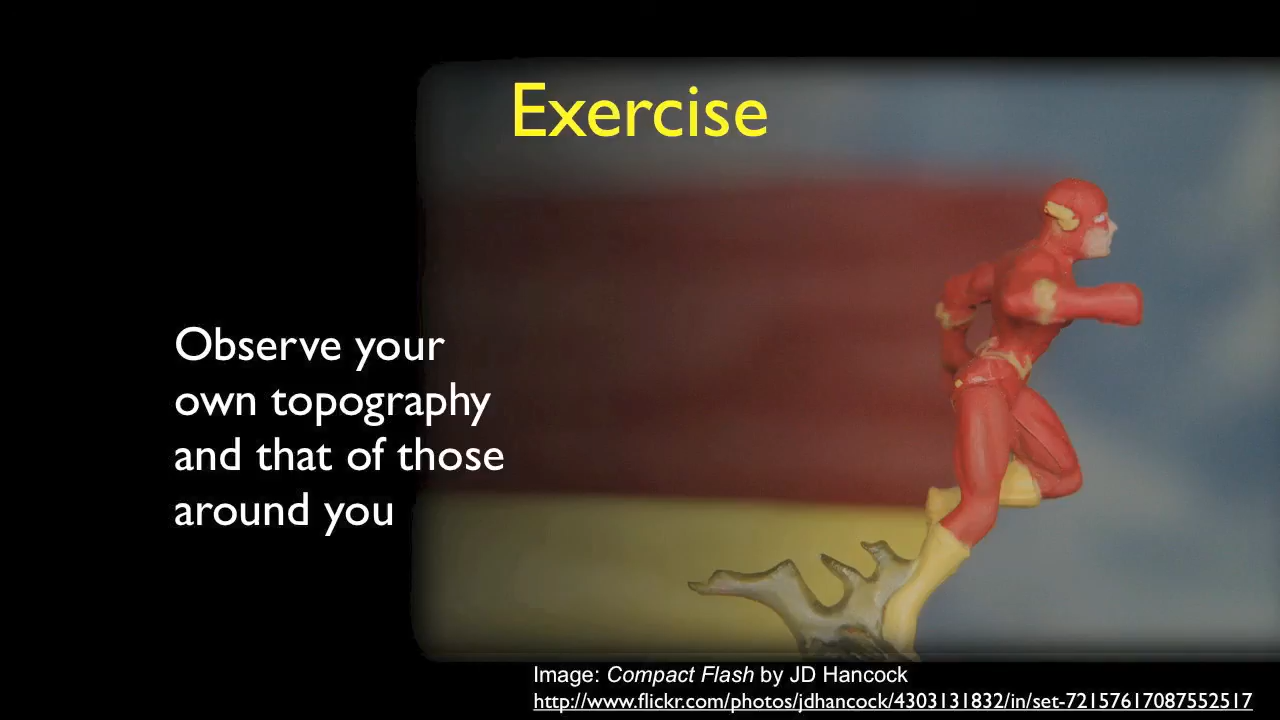 Exercise
Observe your
own topography
and that of those
around you
Image: Compact Flash by JD Hancock
http://www.flickr.com/photos/jdhancock/4303131832/in/set-72157617087552517